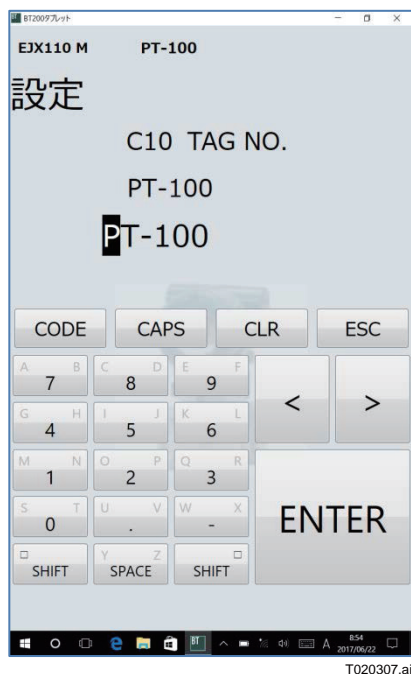 BT200タブレット
EJX110 M PT-100
設定
C10 TAG NO.
PT-100
PT-100
CODE CAPS CLR ESC
A B C D E F
7 8 9
< >
G H I J K L
4 5 6
M N O P Q R
1 2 3
ENTER
S T U V W X
0 . -
Y Z
SHIFT SPACE SHIFT
BT
A
8:54
2017/06/22
T020307.ai